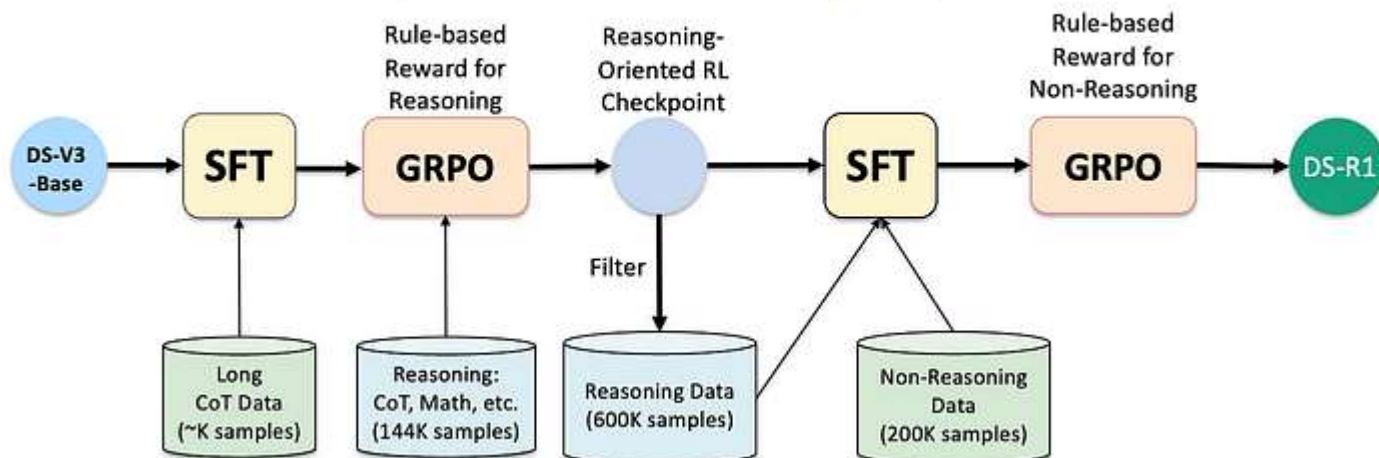 Rule-based
Reward for
Reasoning
Reasoning-
Oriented RL
Checkpoint
Rule-based
Reward for
Non-Reasoning
DS-V3
-Base
SFT
GRPO
SFT
GRPO
DS-R1
Filter
Long
CoT Data
(~K samples)
Reasoning:
CoT, Math, etc.
(144K samples)
Reasoning Data
(600K samples)
Non-Reasoning
Data
(200K samples)